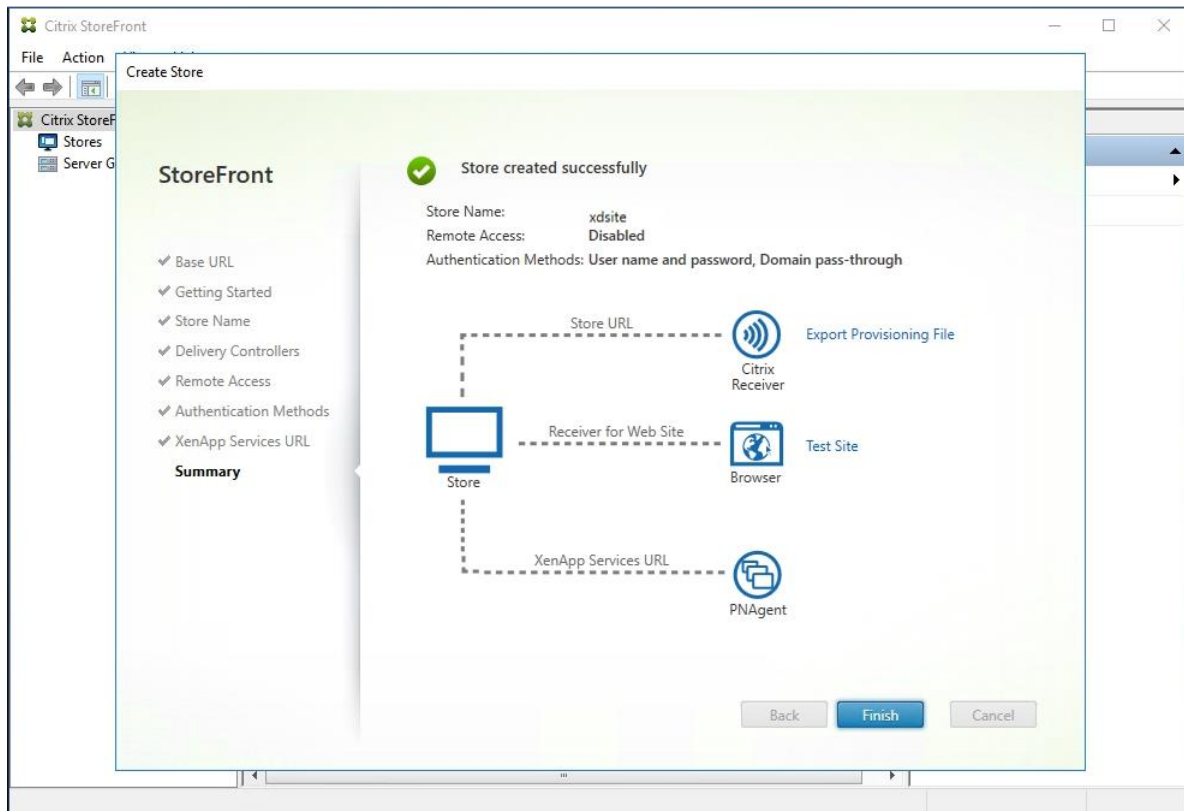 Citrix StoreFront
File Action
Create Store
Citrix StoreF
Stores
Server G
StoreFront
Base URL
Getting Started
Store Name
Delivery Controllers
Remote Access
Authentication Methods
XenApp Services URL
Summary
Store created successfully
Store Name: xdsite
Remote Access: Disabled
Authentication Methods: User name and password, Domain pass-through
Store URL
Citrix
Receiver
Export Provisioning File
Receiver for Web Site
Browser
Test Site
Store
XenApp Services URL
PNAgent
Back Finish Cancel